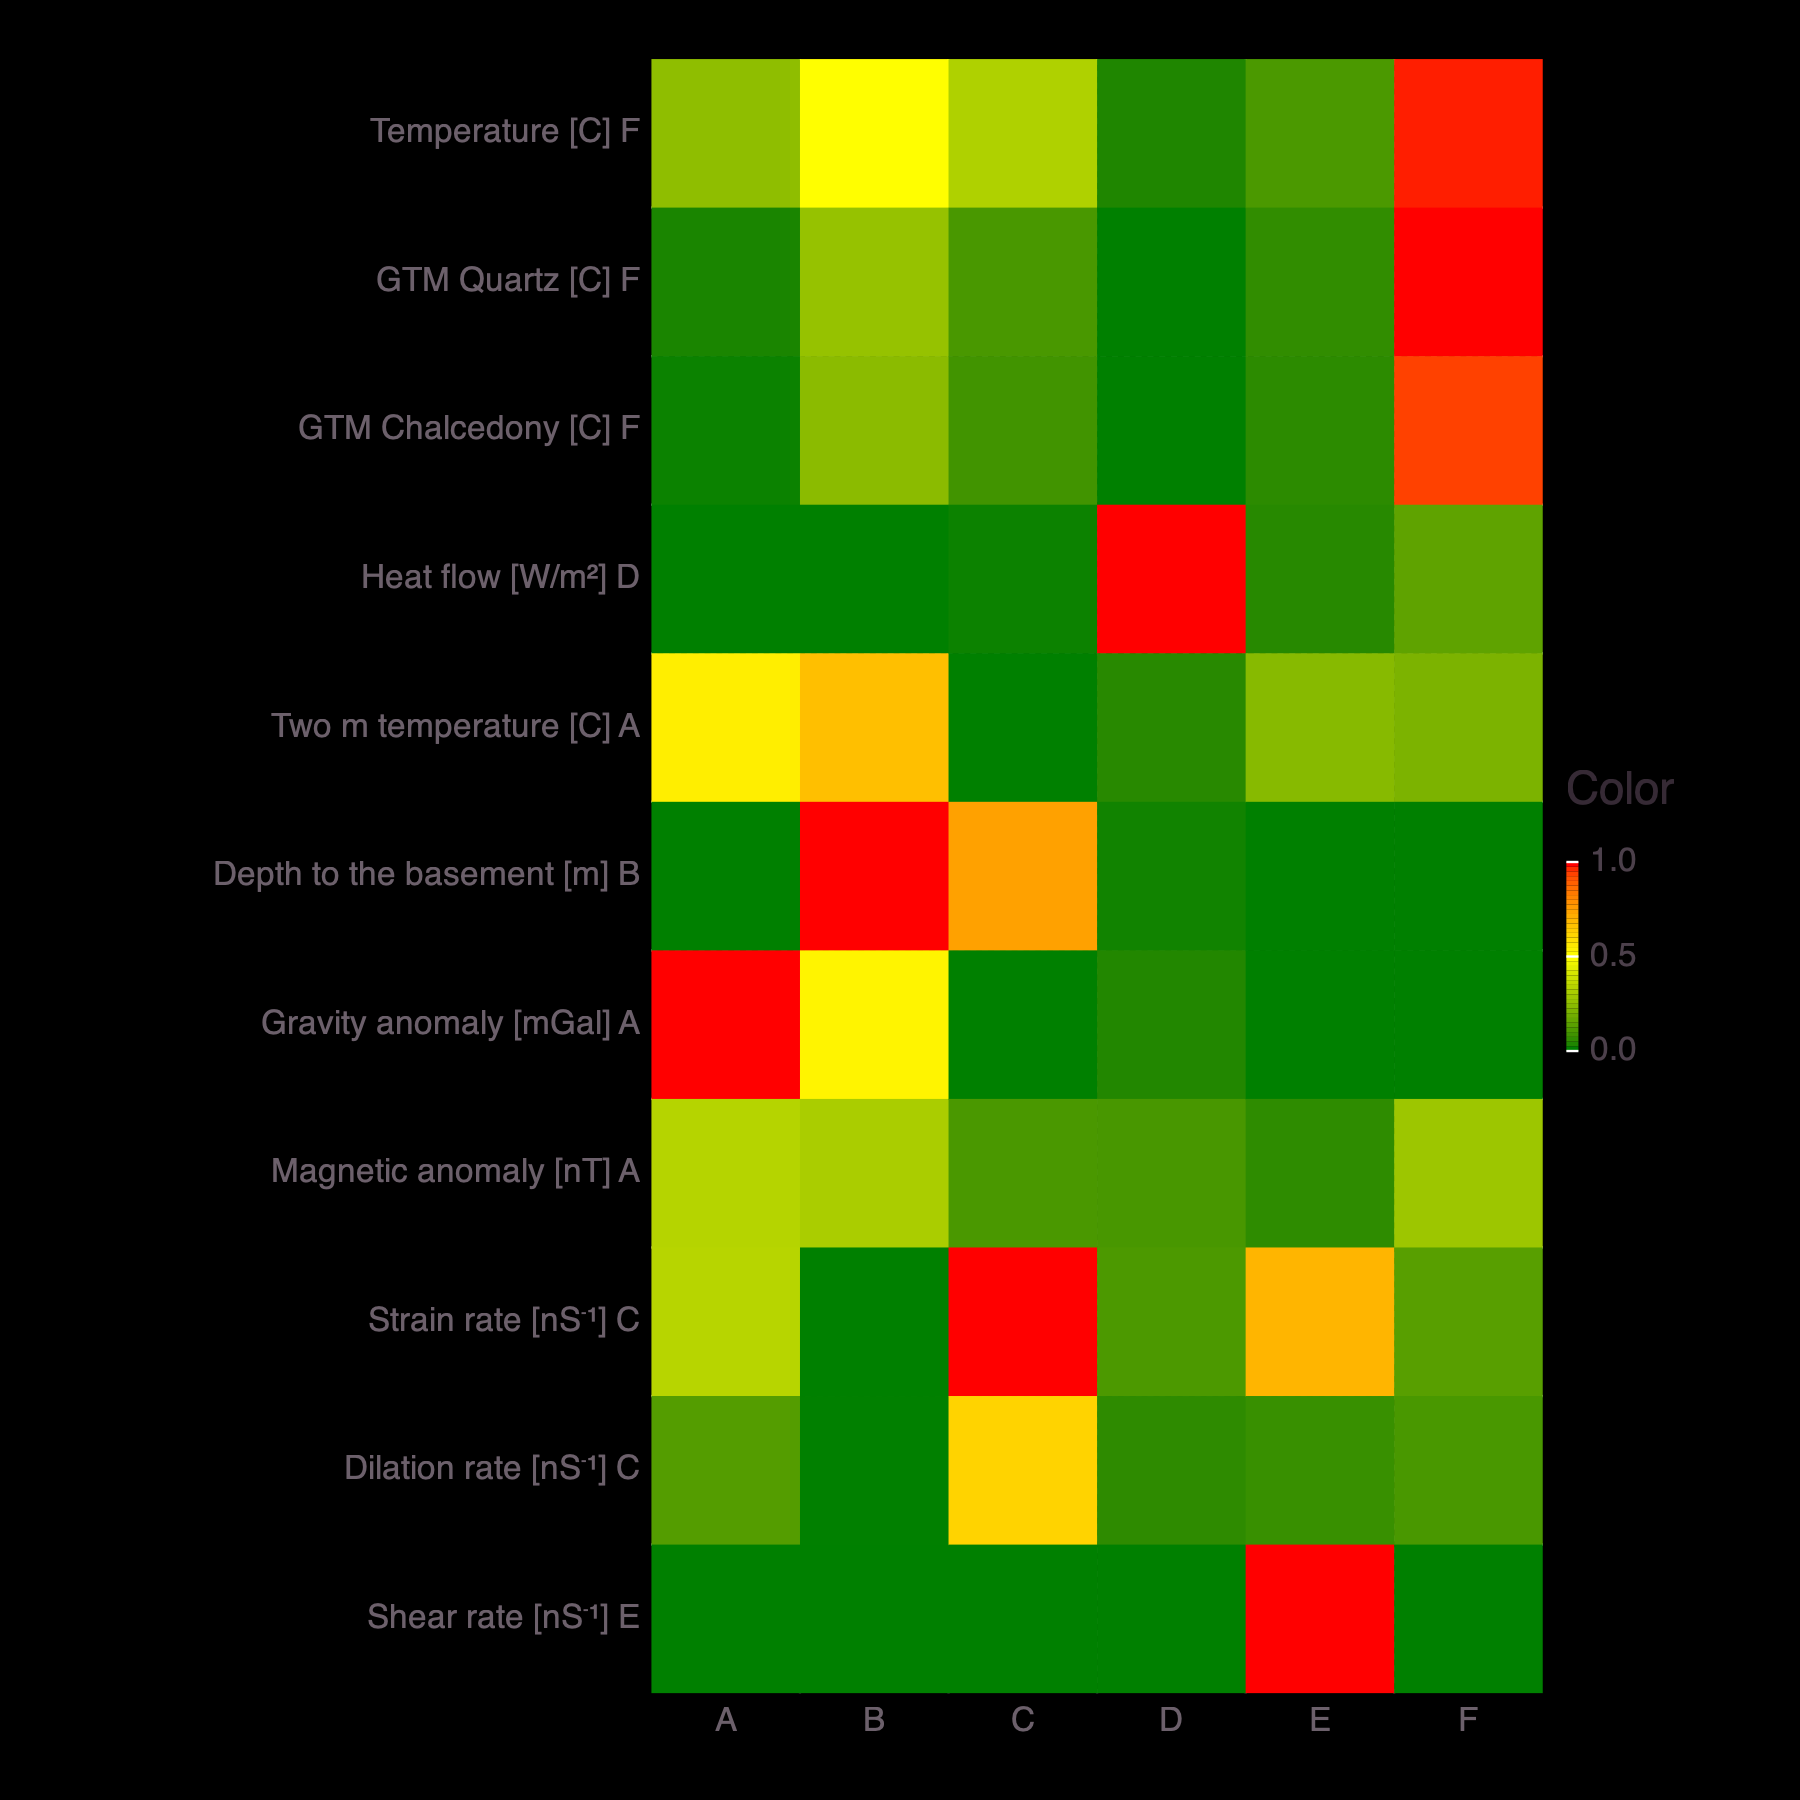 Temperature [C] F
GTM Quartz [C] F
GTM Chalcedony [C] F
Heat flow [W/m²] D
Two m temperature [C] A
Depth to the basement [m] B
Gravity anomaly [mGal] A
Magnetic anomaly [nT] A
Strain rate [nS⁻¹] C
Dilation rate [nS⁻¹] C
Shear rate [nS⁻¹] E
A B C D E F
Color
1.0
0.5
0.0